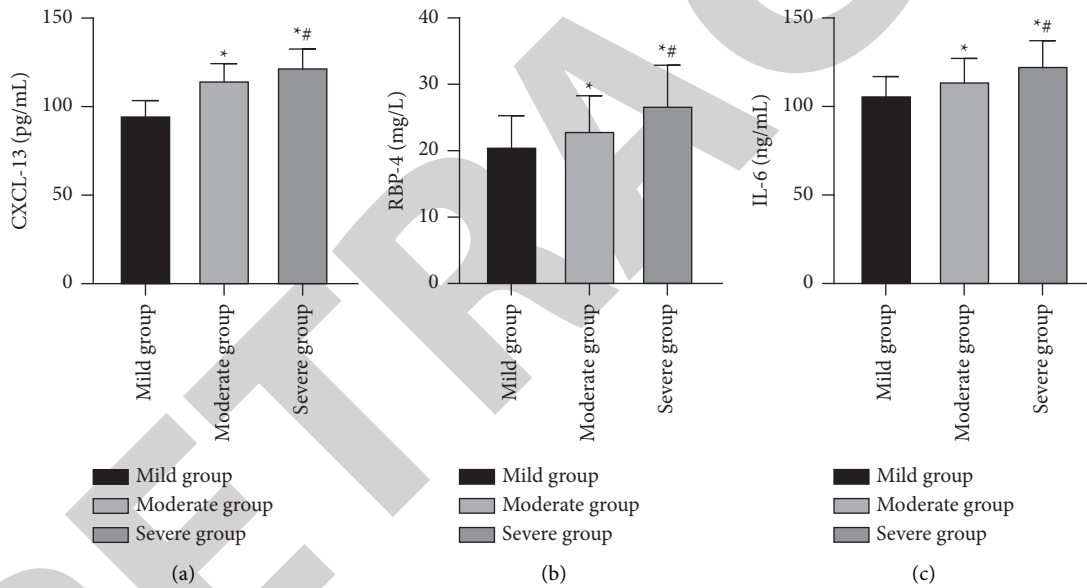 150
100
50
0
CXCL-13 (pg/mL)
*
*#
Mild group
Moderate group
Severe group
Mild group
Moderate group
Severe group
(a)
40
30
20
10
0
RBP-4 (mg/L)
*
*#
Mild group
Moderate group
Severe group
Mild group
Moderate group
Severe group
(b)
150
100
50
0
IL-6 (ng/mL)
*
*#
Mild group
Moderate group
Severe group
Mild group
Moderate group
Severe group
(c)
ETRA